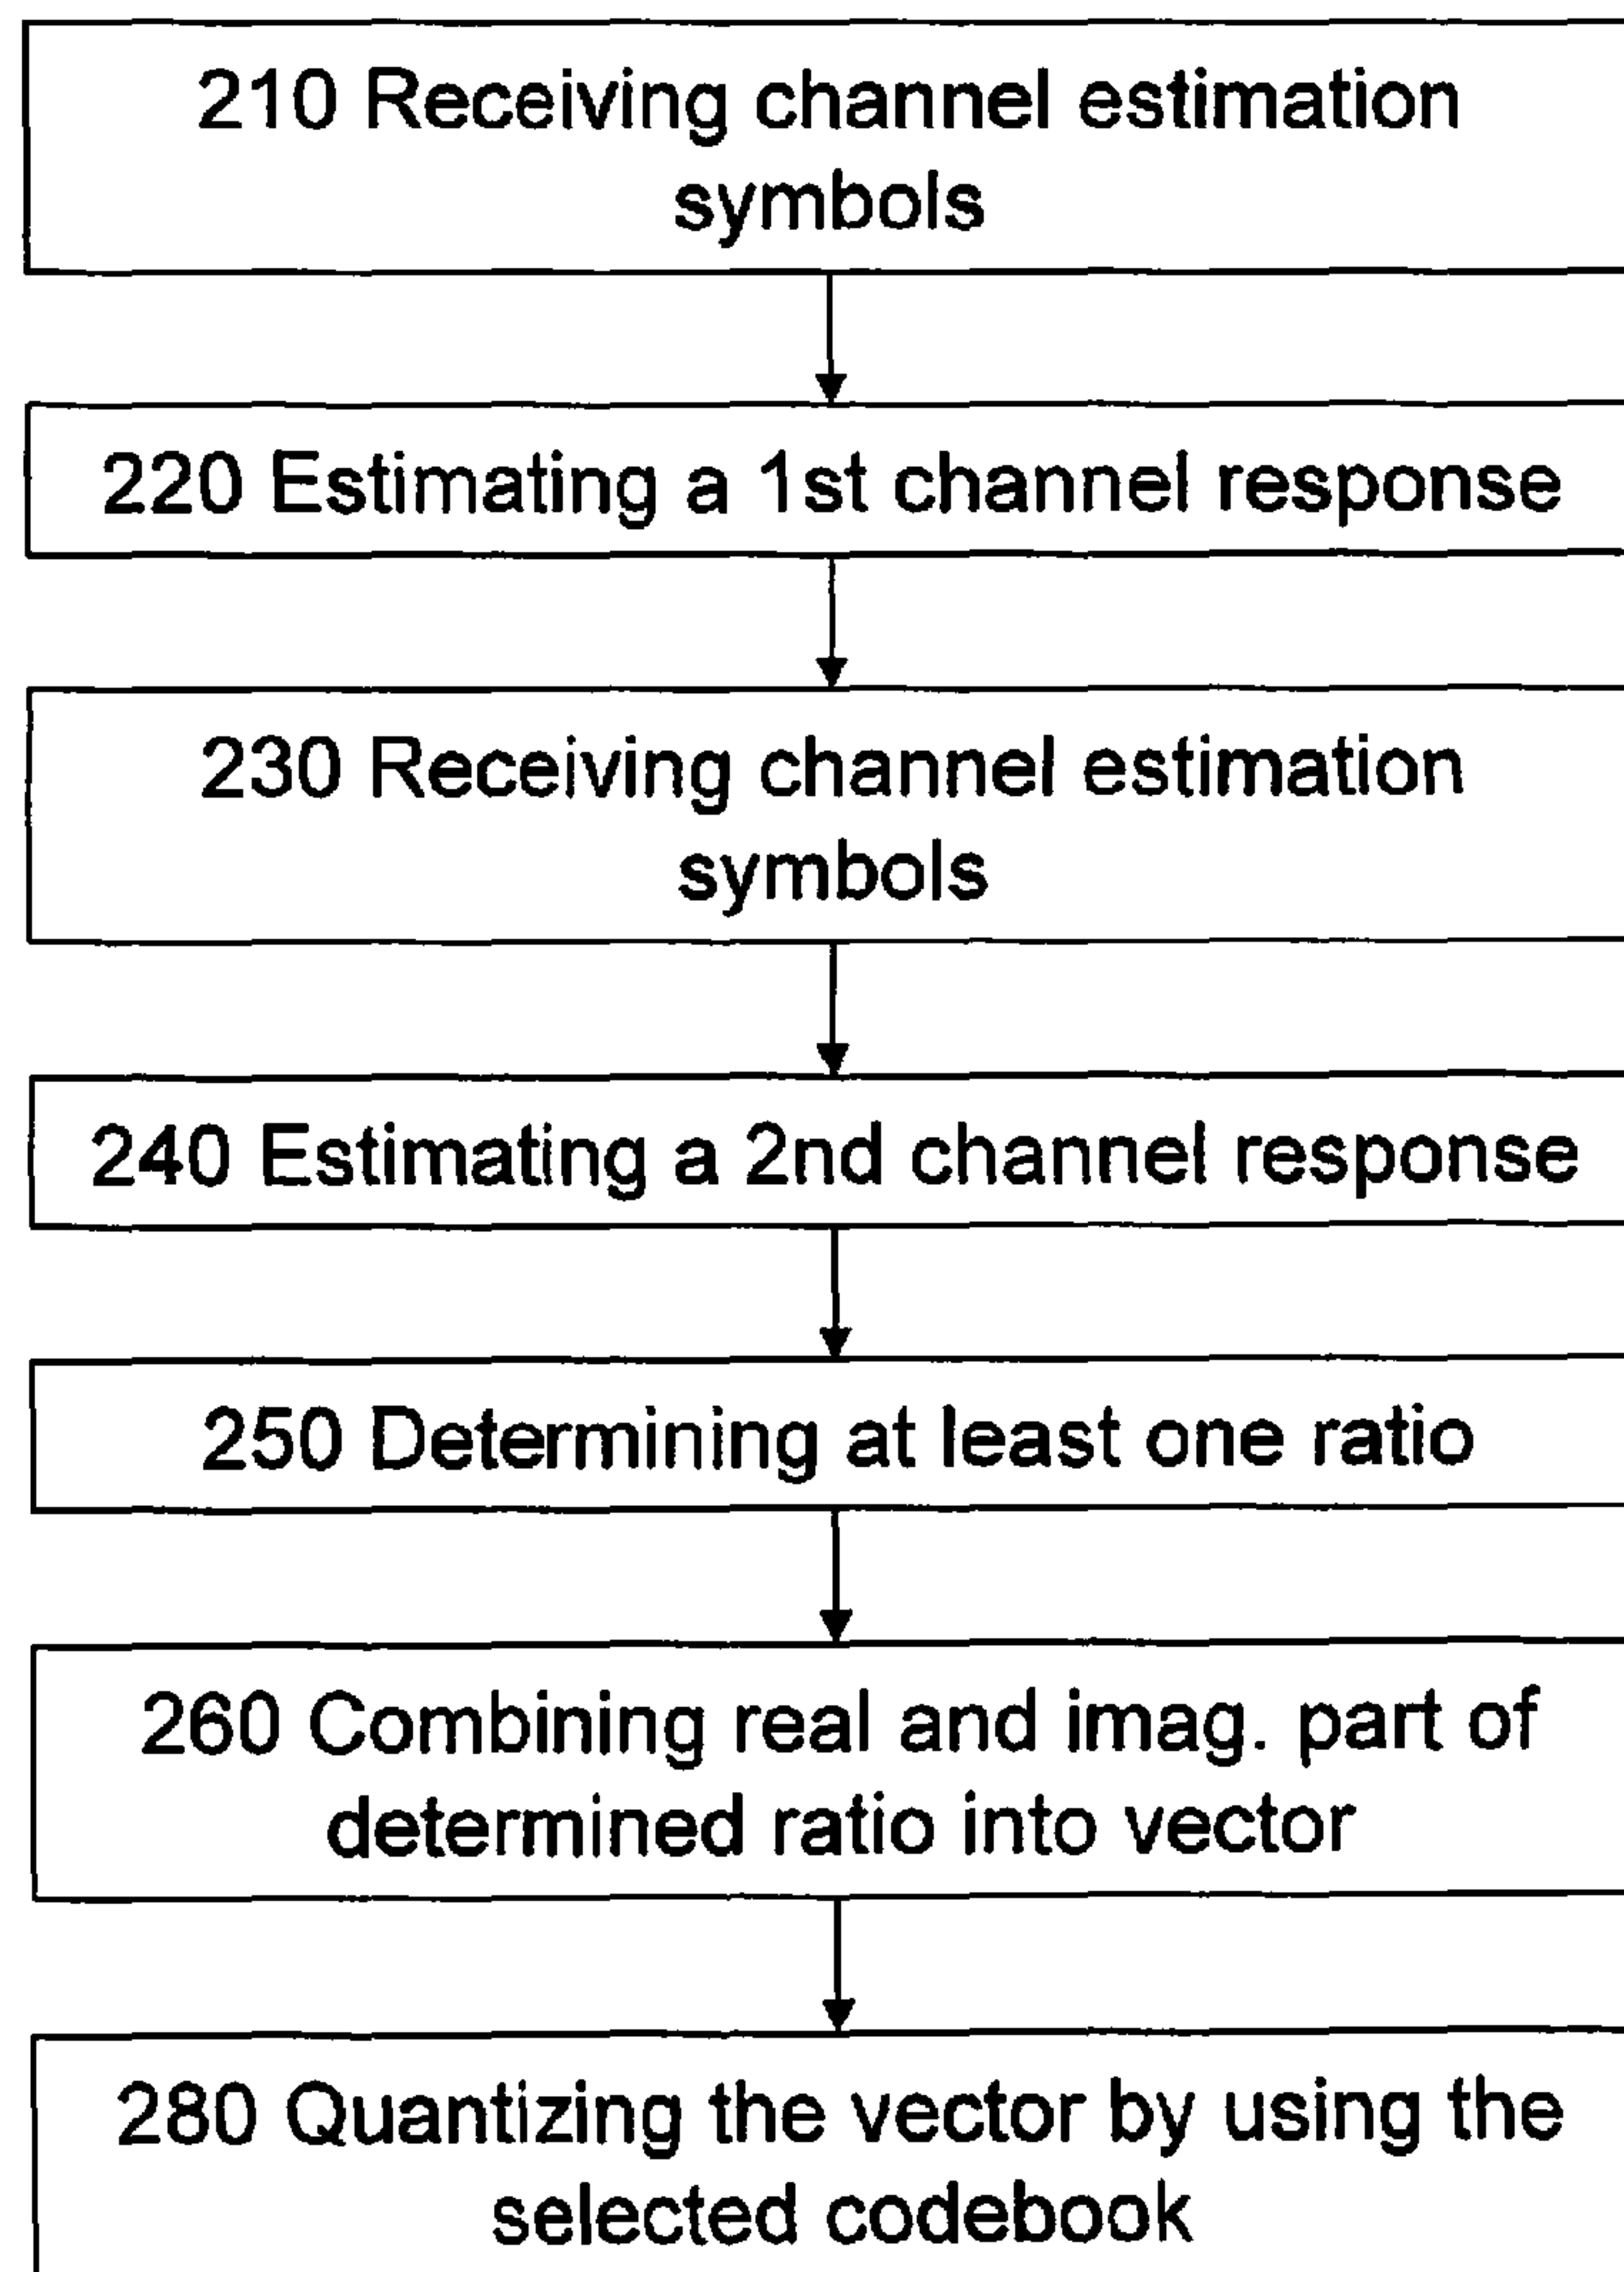 210 Receiving channel estimation
symbols
220 Estimating a 1st channel response
230 Receiving channel estimation
symbols
240 Estimating a 2nd channel response
250 Determining at least one ratio
260 Combining real and imag. part of
determined ratio into vector
280 Quantizing the vector by using the
selected codebook